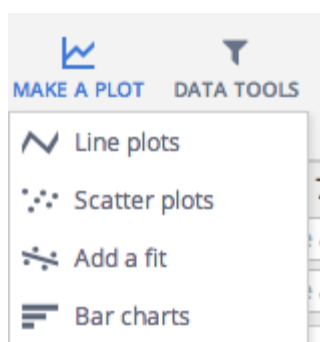 MAKE A PLOT DATA TOOLS
Line plots
Scatter plots
Add a fit
Bar charts